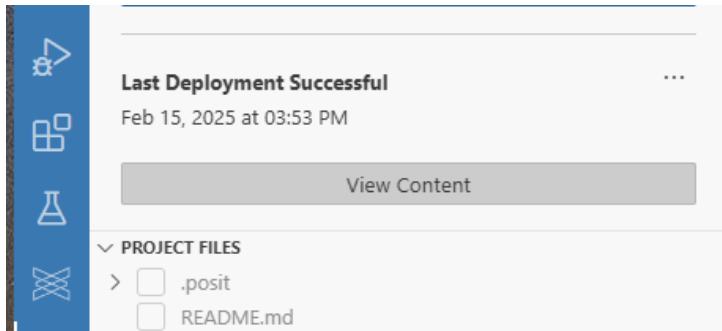 Last Deployment Successful
...
Feb 15, 2025 at 03:53 PM
View Content
PROJECT FILES
.posit
README.md